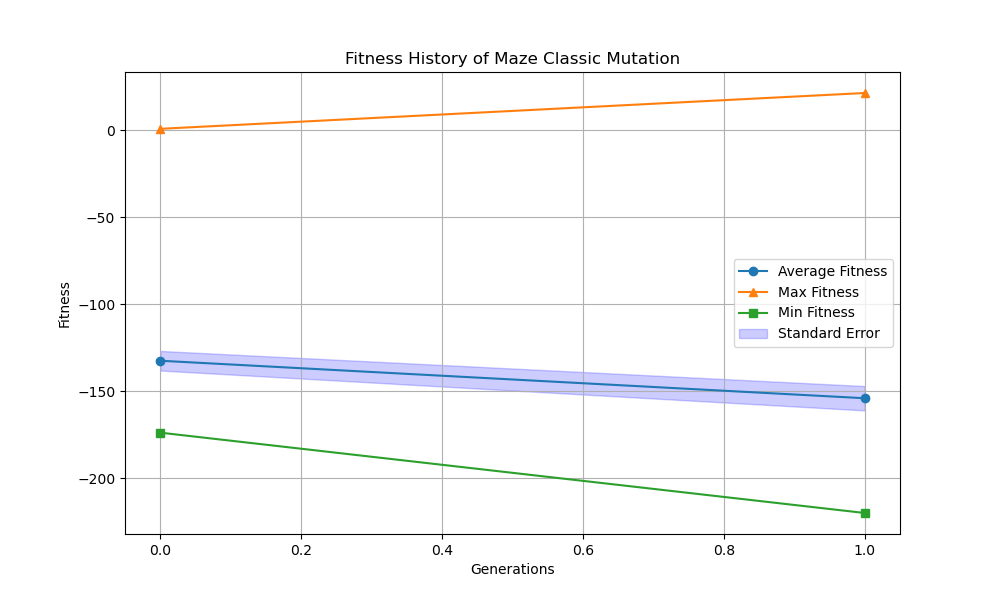 Fitness History of Maze Classic Mutation
Fitness
0
−50
−100
−150
−200
Average Fitness
Max Fitness
Min Fitness
Standard Error
0.0 0.2 0.4 0.6 0.8 1.0
Generations